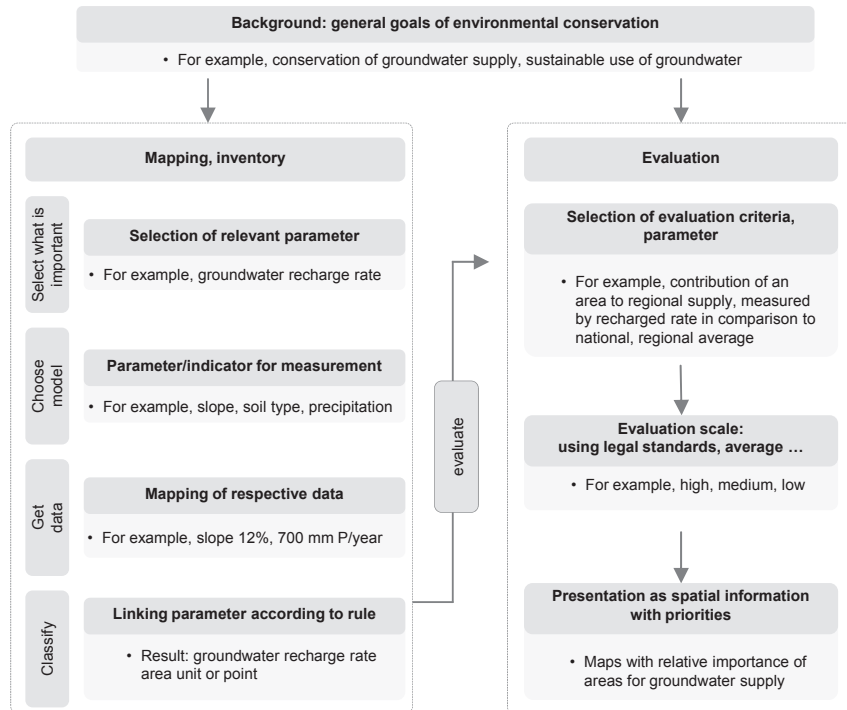 Background: general goals of environmental conservation
• For example, conservation of groundwater supply, sustainable use of groundwater
Mapping, inventory
Select what is
important
Selection of relevant parameter
• For example, groundwater recharge rate
Choose
model
Parameter/indicator for measurement
• For example, slope, soil type, precipitation
Get
data
Mapping of respective data
• For example, slope 12%, 700 mm P/year
Classify
Linking parameter according to rule
• Result: groundwater recharge rate
area unit or point
evaluate
Evaluation
Selection of evaluation criteria,
parameter
• For example, contribution of an
area to regional supply, measured
by recharged rate in comparison to
national, regional average
Evaluation scale:
using legal standards, average …
• For example, high, medium, low
Presentation as spatial information
with priorities
• Maps with relative importance of
areas for groundwater supply